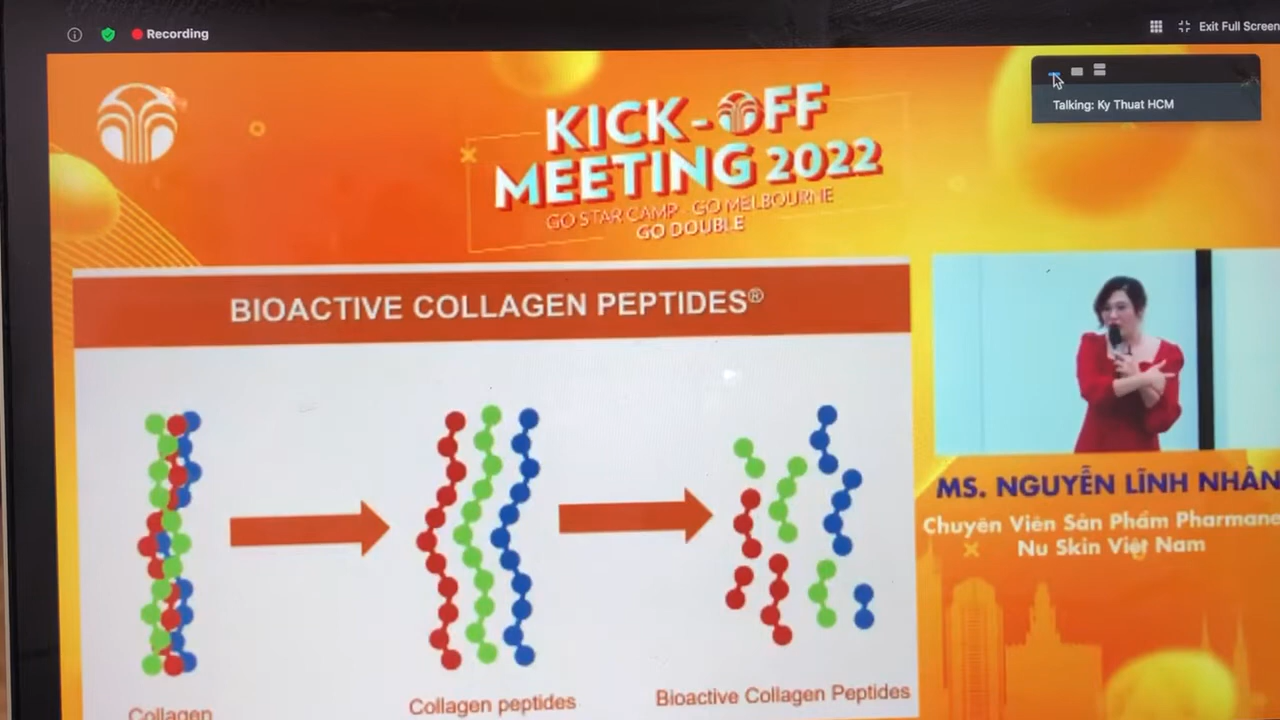 Recording
Exit Full Screen
Talking: Ky Thuat HCM
KICK-OFF
MEETING 2022
GO STAR CAMP - GO MELBOURNE
GO DOUBLE
BIOACTIVE COLLAGEN PEPTIDES®
MS. NGUYỄN LĨNH NHÂN
Chuyên Viên Sản Phẩm Pharmane
Nu Skin Việt Nam
Collagen
Collagen peptides
Bioactive Collagen Peptides